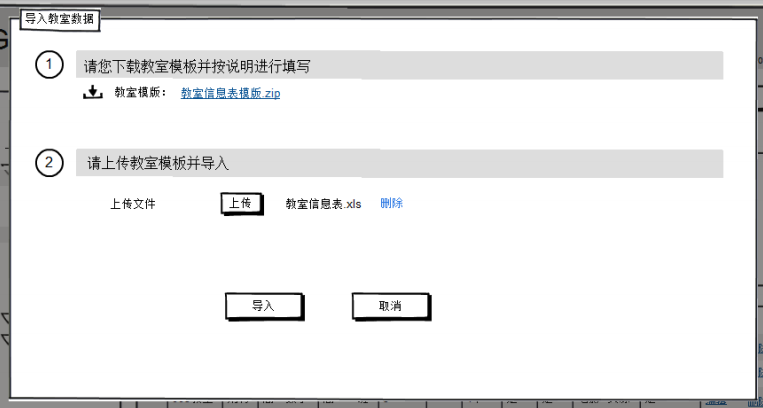 导入教室数据
1 请您下载教室模板并按说明进行填写
教室模版： 教室信息表模版.zip
2 请上传教室模板并导入
上传文件 上传 教室信息表.xls 删除
导入 取消